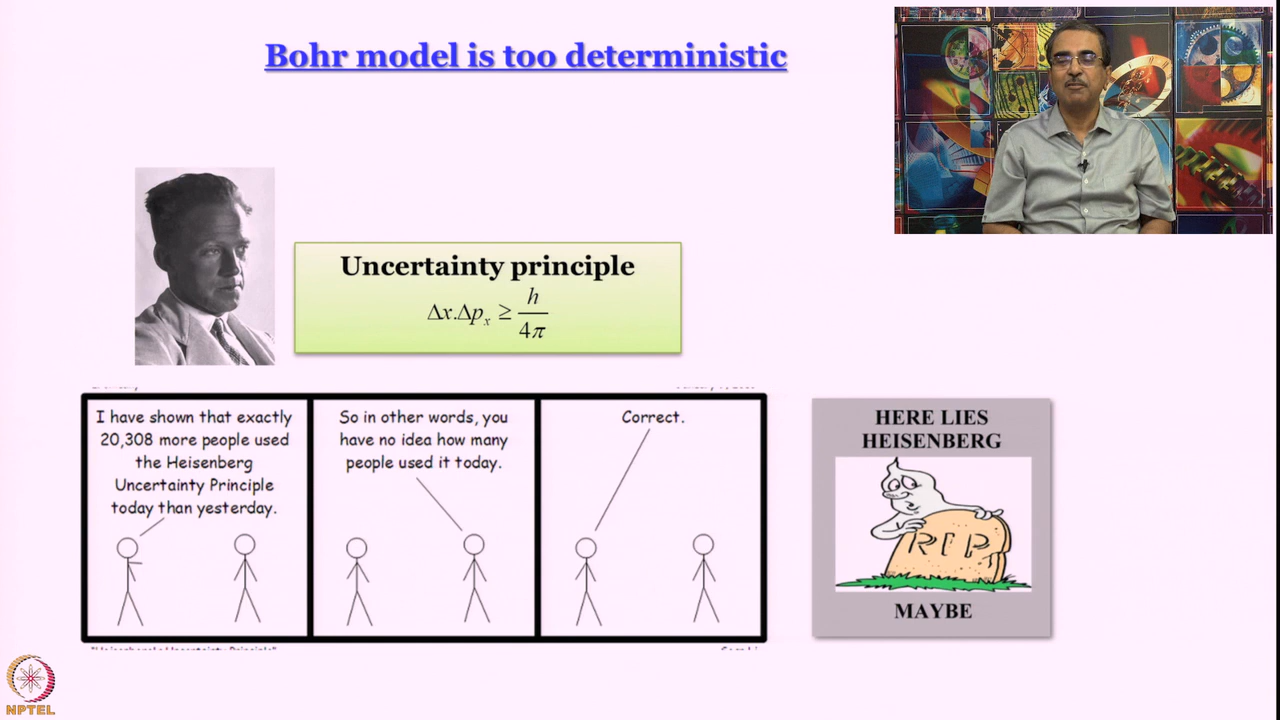 Bohr model is too deterministic
Uncertainty principle
Δx.Δpₓ ≥ h/4π
I have shown that exactly
20,308 more people used
the Heisenberg
Uncertainty Principle
today than yesterday.
So in other words, you
have no idea how many
people used it today.
Correct.
HERE LIES
HEISENBERG
RIP
MAYBE
NPTEL